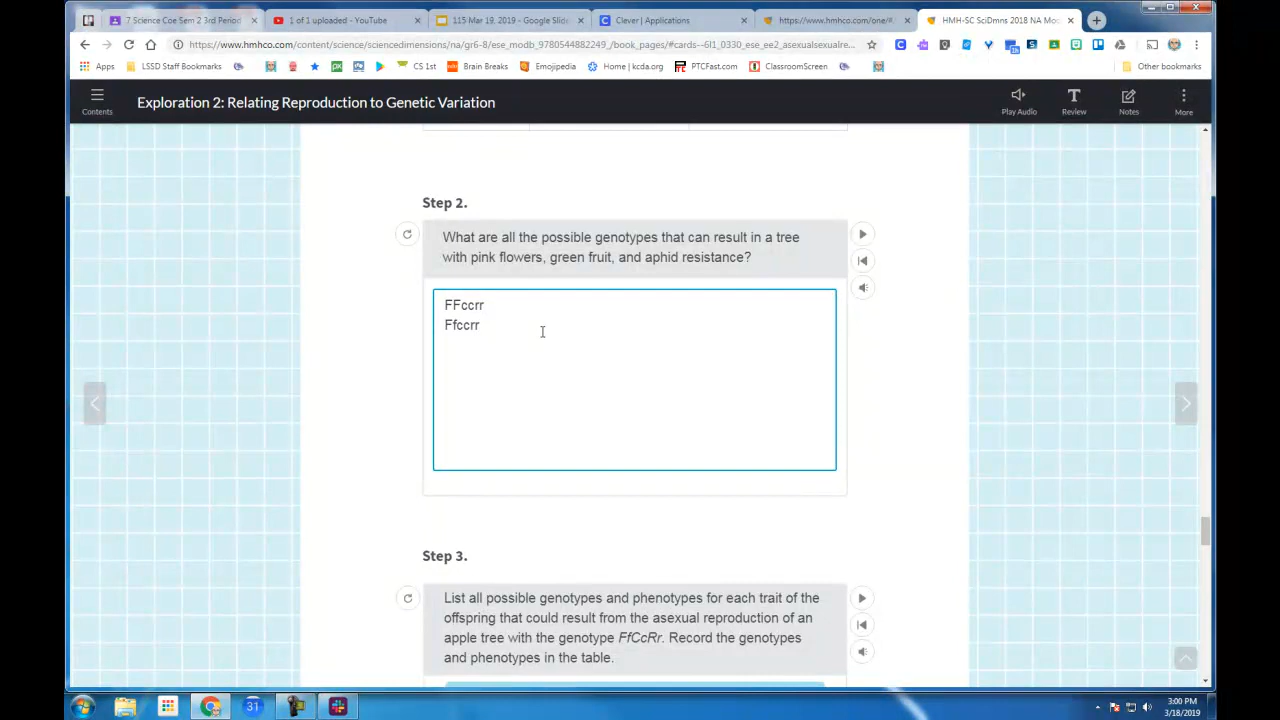 7 Science Coe Sem 2 3rd Period
1 of 1 uploaded - YouTube
115 Mar 19, 2019 - Google Slide
Clever | Applications
https://www.hmhco.com/one/#
HMH-SC SciDmns 2018 NA Mo
https://www.hmhco.com/content/science/sciencedimensions/na/gr6-8/ese_modb_9780544882249_/book_pages/#cards--6l1_0330_ese_ee2_asexualsexualre...
Apps
LSSD Staff Bookmarks
CS 1st
Brain Breaks
Emojipedia
Home | kcda.org
PTCFast.com
ClassroomScreen
Other bookmarks
Contents
Exploration 2: Relating Reproduction to Genetic Variation
Play Audio
Review
Notes
More
Step 2.
What are all the possible genotypes that can result in a tree
with pink flowers, green fruit, and aphid resistance?
FFccrr
Ffccrr
Step 3.
List all possible genotypes and phenotypes for each trait of the
offspring that could result from the asexual reproduction of an
apple tree with the genotype FfCcRr. Record the genotypes
and phenotypes in the table.
31
3:00 PM
3/18/2019